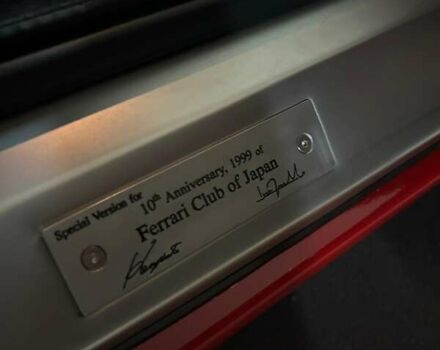 Special Version for
10th Anniversary, 1999 of
Ferrari Club of Japan